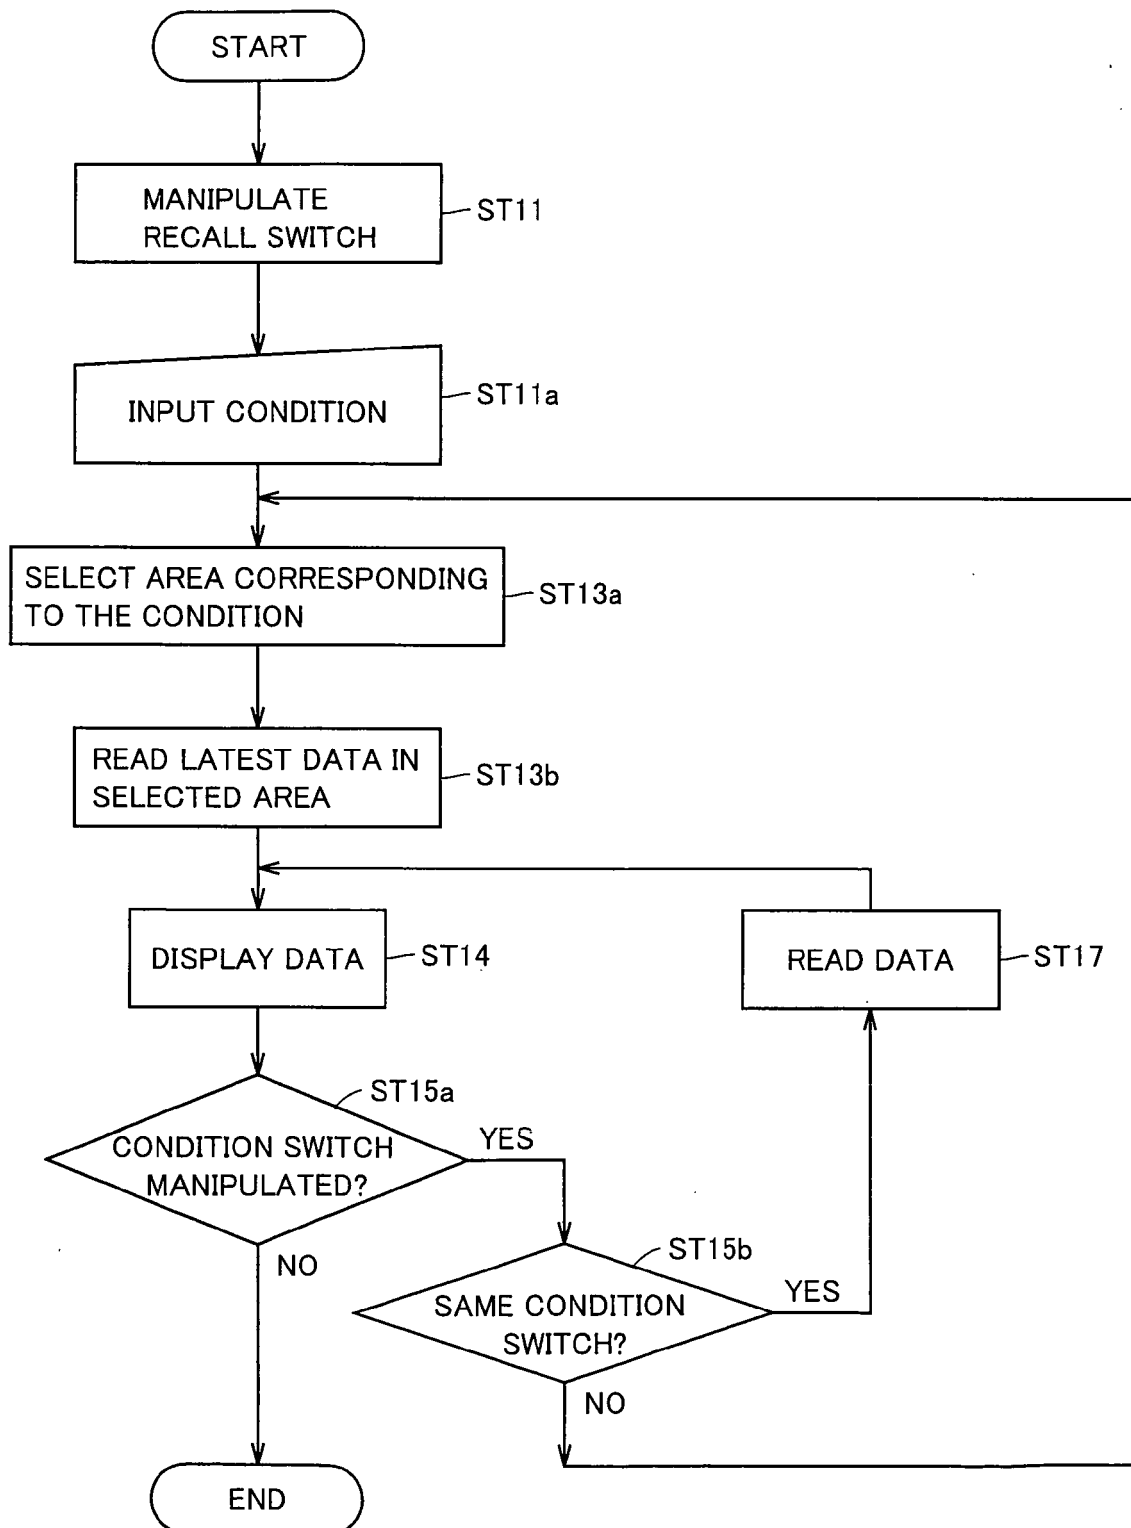 START
MANIPULATE
RECALL SWITCH
ST11
INPUT CONDITION
ST11a
SELECT AREA CORRESPONDING
TO THE CONDITION
ST13a
READ LATEST DATA IN
SELECTED AREA
ST13b
DISPLAY DATA
ST14
READ DATA
ST17
ST15a
CONDITION SWITCH
MANIPULATED?
YES
NO
ST15b
SAME CONDITION
SWITCH?
YES
NO
END